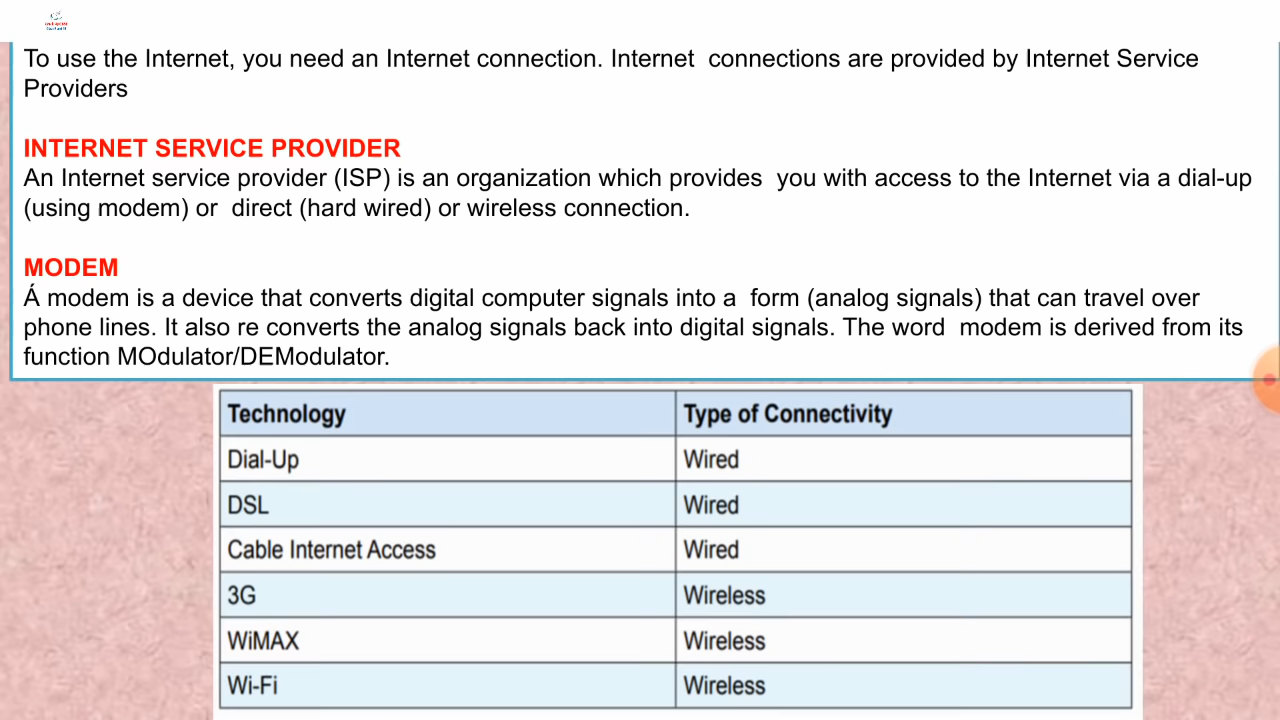 To use the Internet, you need an Internet connection. Internet  connections are provided by Internet Service
Providers
INTERNET SERVICE PROVIDER
An Internet service provider (ISP) is an organization which provides  you with access to the Internet via a dial-up
(using modem) or  direct (hard wired) or wireless connection.
MODEM
Á modem is a device that converts digital computer signals into a  form (analog signals) that can travel over
phone lines. It also re converts the analog signals back into digital signals. The word  modem is derived from its
function MOdulator/DEModulator.
Technology Type of Connectivity
Dial-Up Wired
DSL Wired
Cable Internet Access Wired
3G Wireless
WiMAX Wireless
Wi-Fi Wireless